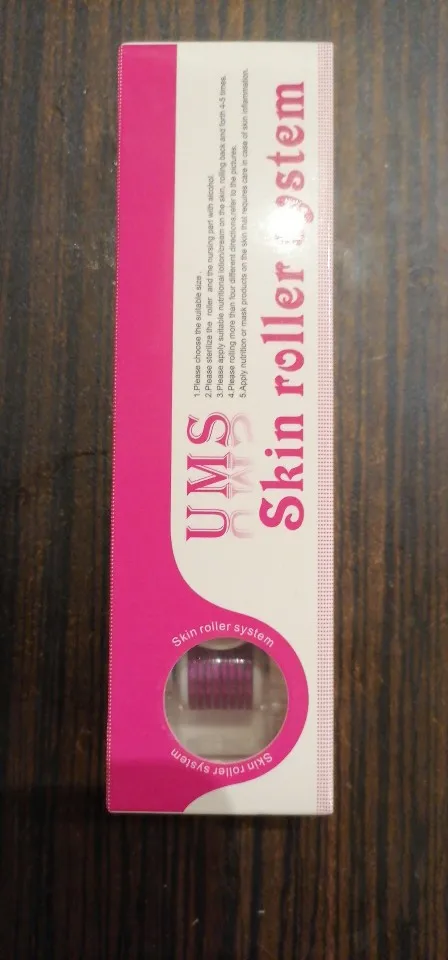 UMS
Skin roller system
1.Please choose the suitable size .
2.Please sterilize the roller and the nursing part with alcohol.
3.Please apply suitable nutritional lotion/cream on the skin, rolling back and forth 4-5 times.
4.Please rolling more than four different directions,refer to the pictures.
5.Apply nutrition or mask products on the skin that requires care in case of skin inflammation.
Skin roller system
Skin roller system